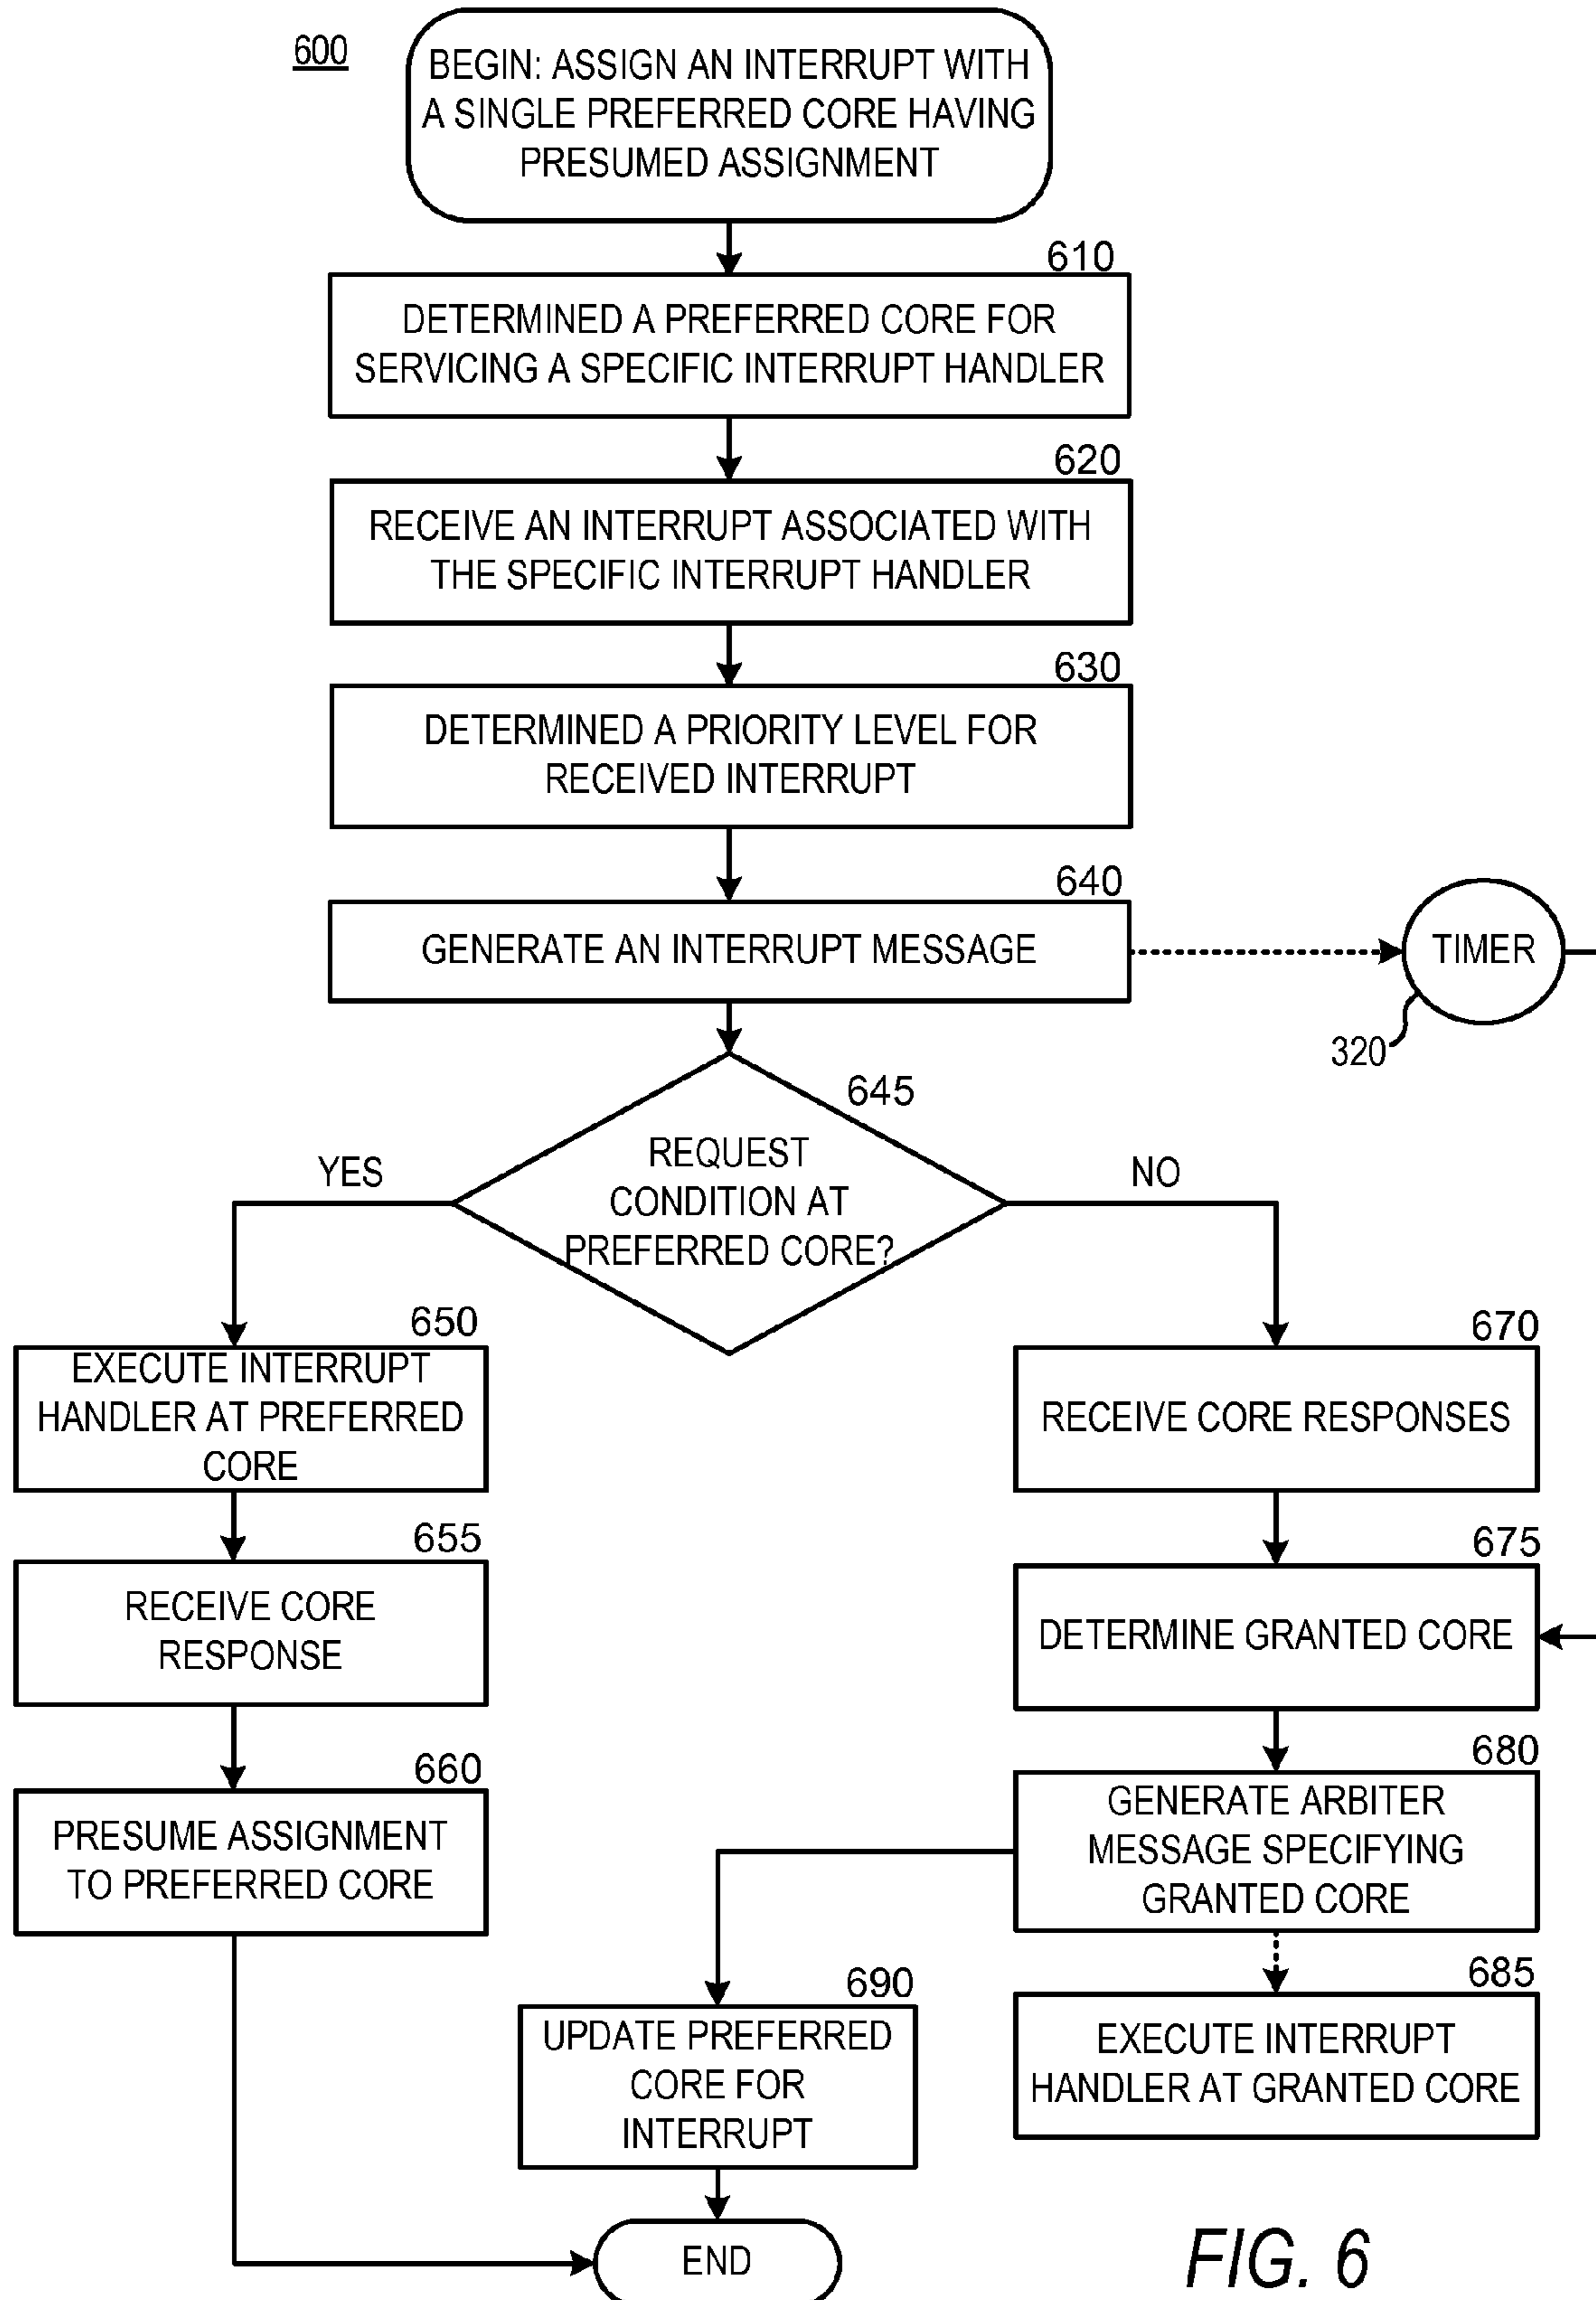 600
BEGIN: ASSIGN AN INTERRUPT WITH
A SINGLE PREFERRED CORE HAVING
PRESUMED ASSIGNMENT
610
DETERMINED A PREFERRED CORE FOR
SERVICING A SPECIFIC INTERRUPT HANDLER
620
RECEIVE AN INTERRUPT ASSOCIATED WITH
THE SPECIFIC INTERRUPT HANDLER
630
DETERMINED A PRIORITY LEVEL FOR
RECEIVED INTERRUPT
640
GENERATE AN INTERRUPT MESSAGE
TIMER
320
645
REQUEST
CONDITION AT
PREFERRED CORE?
YES
NO
650
EXECUTE INTERRUPT
HANDLER AT PREFERRED
CORE
655
RECEIVE CORE
RESPONSE
660
PRESUME ASSIGNMENT
TO PREFERRED CORE
670
RECEIVE CORE RESPONSES
675
DETERMINE GRANTED CORE
680
GENERATE ARBITER
MESSAGE SPECIFYING
GRANTED CORE
685
EXECUTE INTERRUPT
HANDLER AT GRANTED CORE
690
UPDATE PREFERRED
CORE FOR
INTERRUPT
END
FIG. 6